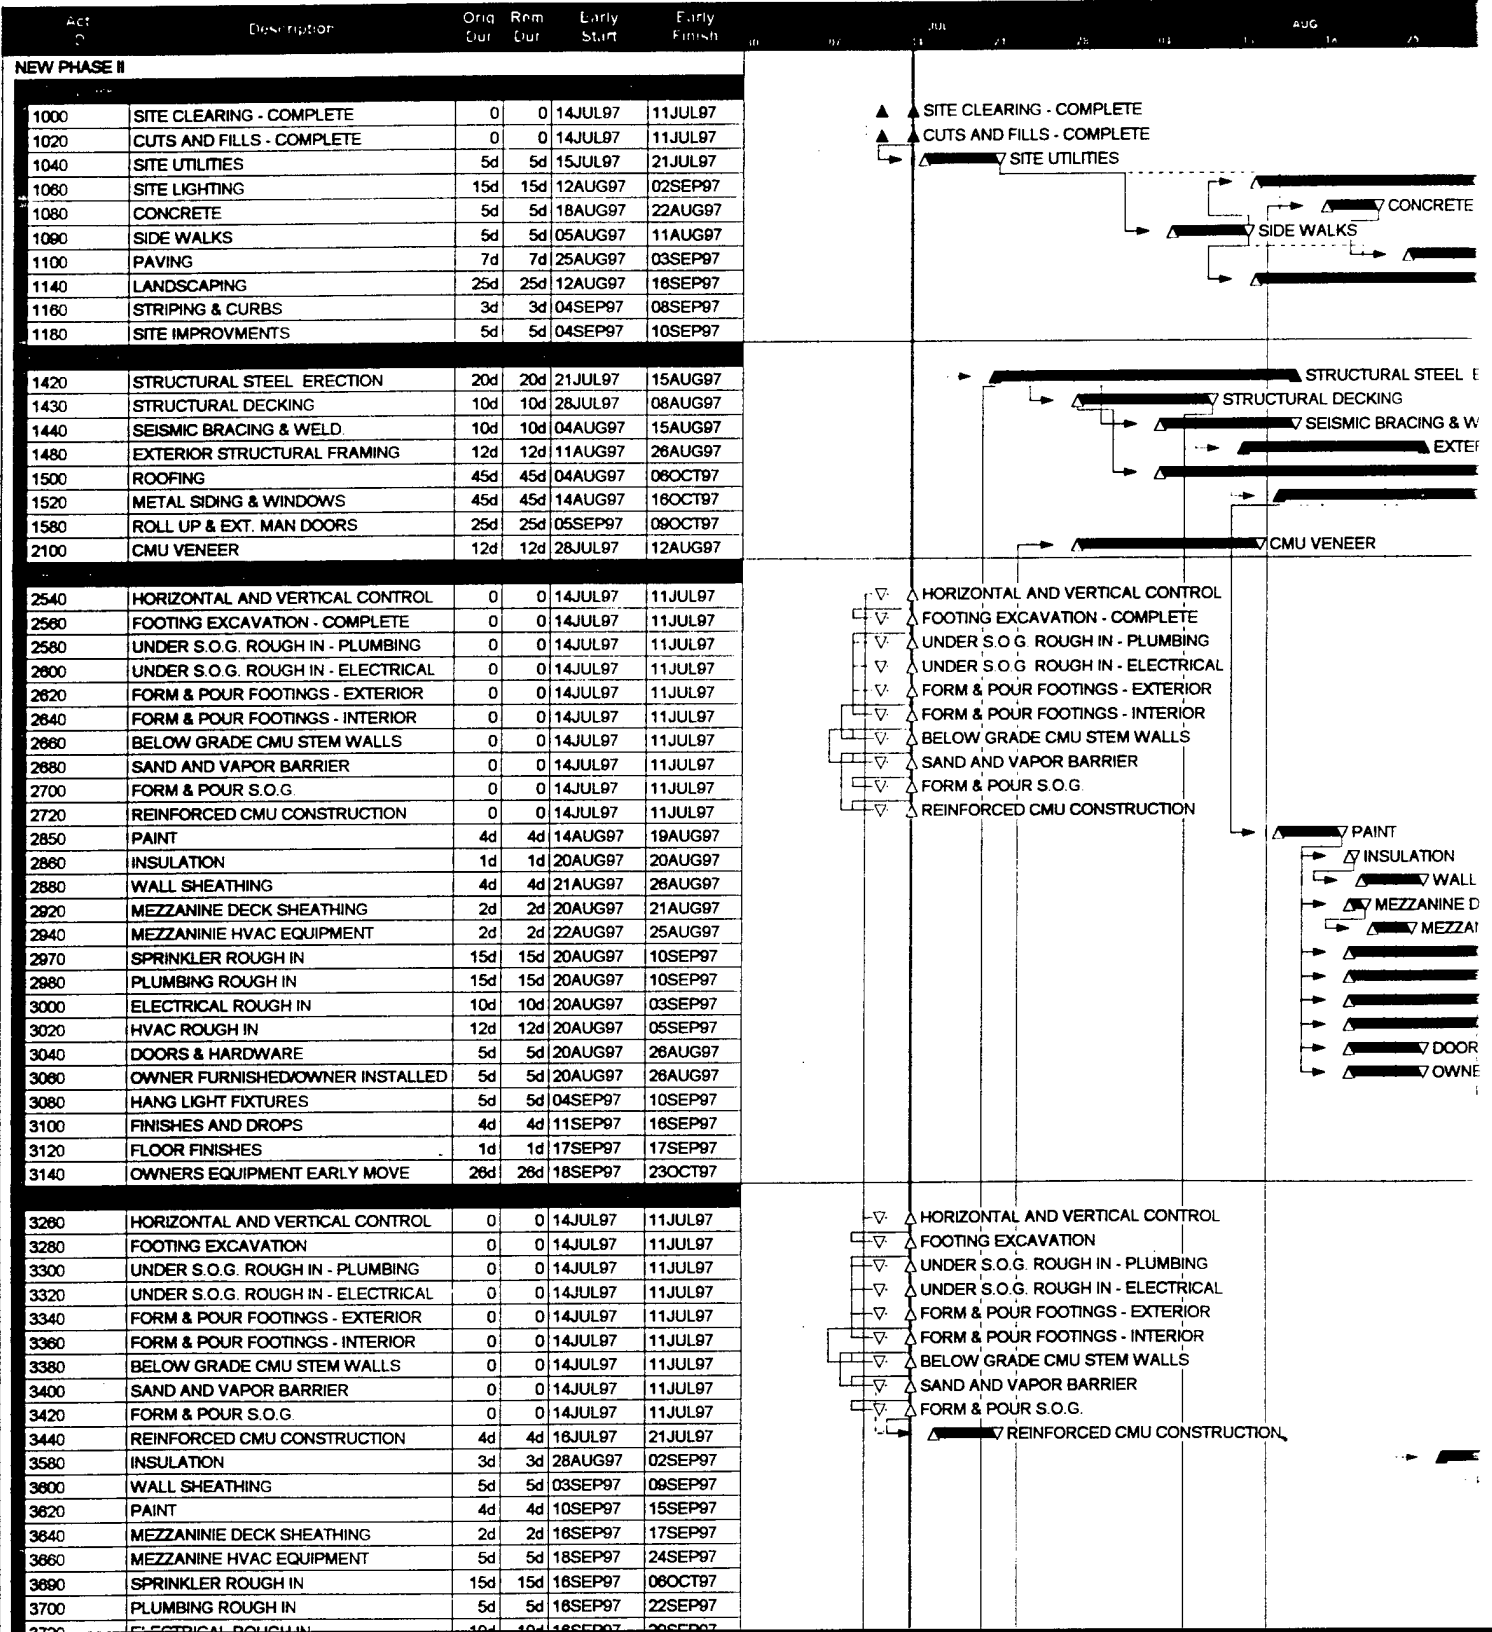 Act Description Orig Rem Early Early
Dur Dur Start Finish
JUL AUG
07 14 21 28 04 11 18 25
NEW PHASE II
1000 SITE CLEARING - COMPLETE 0 0 14JUL97 11JUL97 SITE CLEARING - COMPLETE
1020 CUTS AND FILLS - COMPLETE 0 0 14JUL97 11JUL97 CUTS AND FILLS - COMPLETE
1040 SITE UTILITIES 5d 5d 15JUL97 21JUL97 SITE UTILITIES
1060 SITE LIGHTING 15d 15d 12AUG97 02SEP97
1080 CONCRETE 5d 5d 18AUG97 22AUG97 CONCRETE
1090 SIDE WALKS 5d 5d 05AUG97 11AUG97 SIDE WALKS
1100 PAVING 7d 7d 25AUG97 03SEP97
1140 LANDSCAPING 25d 25d 12AUG97 16SEP97
1160 STRIPING & CURBS 3d 3d 04SEP97 08SEP97
1180 SITE IMPROVMENTS 5d 5d 04SEP97 10SEP97
1420 STRUCTURAL STEEL ERECTION 20d 20d 21JUL97 15AUG97 STRUCTURAL STEEL E
1430 STRUCTURAL DECKING 10d 10d 28JUL97 08AUG97 STRUCTURAL DECKING
1440 SEISMIC BRACING & WELD. 10d 10d 04AUG97 15AUG97 SEISMIC BRACING & W
1480 EXTERIOR STRUCTURAL FRAMING 12d 12d 11AUG97 26AUG97 EXTE
1500 ROOFING 45d 45d 04AUG97 06OCT97
1520 METAL SIDING & WINDOWS 45d 45d 14AUG97 16OCT97
1580 ROLL UP & EXT. MAN DOORS 25d 25d 05SEP97 09OCT97
2100 CMU VENEER 12d 12d 28JUL97 12AUG97 CMU VENEER
2540 HORIZONTAL AND VERTICAL CONTROL 0 0 14JUL97 11JUL97 HORIZONTAL AND VERTICAL CONTROL
2560 FOOTING EXCAVATION - COMPLETE 0 0 14JUL97 11JUL97 FOOTING EXCAVATION - COMPLETE
2580 UNDER S.O.G. ROUGH IN - PLUMBING 0 0 14JUL97 11JUL97 UNDER S.O.G. ROUGH IN - PLUMBING
2600 UNDER S.O.G. ROUGH IN - ELECTRICAL 0 0 14JUL97 11JUL97 UNDER S.O.G. ROUGH IN - ELECTRICAL
2620 FORM & POUR FOOTINGS - EXTERIOR 0 0 14JUL97 11JUL97 FORM & POUR FOOTINGS - EXTERIOR
2640 FORM & POUR FOOTINGS - INTERIOR 0 0 14JUL97 11JUL97 FORM & POUR FOOTINGS - INTERIOR
2660 BELOW GRADE CMU STEM WALLS 0 0 14JUL97 11JUL97 BELOW GRADE CMU STEM WALLS
2680 SAND AND VAPOR BARRIER 0 0 14JUL97 11JUL97 SAND AND VAPOR BARRIER
2700 FORM & POUR S.O.G. 0 0 14JUL97 11JUL97 FORM & POUR S.O.G.
2720 REINFORCED CMU CONSTRUCTION 0 0 14JUL97 11JUL97 REINFORCED CMU CONSTRUCTION
2850 PAINT 4d 4d 14AUG97 19AUG97 PAINT
2860 INSULATION 1d 1d 20AUG97 20AUG97 INSULATION
2880 WALL SHEATHING 4d 4d 21AUG97 26AUG97 WALL
2920 MEZZANINE DECK SHEATHING 2d 2d 20AUG97 21AUG97 MEZZANINE D
2940 MEZZANINIE HVAC EQUIPMENT 2d 2d 22AUG97 25AUG97 MEZZA
2970 SPRINKLER ROUGH IN 15d 15d 20AUG97 10SEP97
2980 PLUMBING ROUGH IN 15d 15d 20AUG97 10SEP97
3000 ELECTRICAL ROUGH IN 10d 10d 20AUG97 03SEP97
3020 HVAC ROUGH IN 12d 12d 20AUG97 05SEP97
3040 DOORS & HARDWARE 5d 5d 20AUG97 26AUG97 DOOR
3060 OWNER FURNISHED/OWNER INSTALLED 5d 5d 20AUG97 26AUG97 OWNE
3080 HANG LIGHT FIXTURES 5d 5d 04SEP97 10SEP97
3100 FINISHES AND DROPS 4d 4d 11SEP97 16SEP97
3120 FLOOR FINISHES 1d 1d 17SEP97 17SEP97
3140 OWNERS EQUIPMENT EARLY MOVE 26d 26d 18SEP97 23OCT97
3260 HORIZONTAL AND VERTICAL CONTROL 0 0 14JUL97 11JUL97 HORIZONTAL AND VERTICAL CONTROL
3280 FOOTING EXCAVATION 0 0 14JUL97 11JUL97 FOOTING EXCAVATION
3300 UNDER S.O.G. ROUGH IN - PLUMBING 0 0 14JUL97 11JUL97 UNDER S.O.G. ROUGH IN - PLUMBING
3320 UNDER S.O.G. ROUGH IN - ELECTRICAL 0 0 14JUL97 11JUL97 UNDER S.O.G. ROUGH IN - ELECTRICAL
3340 FORM & POUR FOOTINGS - EXTERIOR 0 0 14JUL97 11JUL97 FORM & POUR FOOTINGS - EXTERIOR
3360 FORM & POUR FOOTINGS - INTERIOR 0 0 14JUL97 11JUL97 FORM & POUR FOOTINGS - INTERIOR
3380 BELOW GRADE CMU STEM WALLS 0 0 14JUL97 11JUL97 BELOW GRADE CMU STEM WALLS
3400 SAND AND VAPOR BARRIER 0 0 14JUL97 11JUL97 SAND AND VAPOR BARRIER
3420 FORM & POUR S.O.G. 0 0 14JUL97 11JUL97 FORM & POUR S.O.G.
3440 REINFORCED CMU CONSTRUCTION 4d 4d 16JUL97 21JUL97 REINFORCED CMU CONSTRUCTION
3580 INSULATION 3d 3d 28AUG97 02SEP97
3600 WALL SHEATHING 5d 5d 03SEP97 09SEP97
3620 PAINT 4d 4d 10SEP97 15SEP97
3640 MEZZANINIE DECK SHEATHING 2d 2d 16SEP97 17SEP97
3660 MEZZANINE HVAC EQUIPMENT 5d 5d 18SEP97 24SEP97
3690 SPRINKLER ROUGH IN 15d 15d 16SEP97 06OCT97
3700 PLUMBING ROUGH IN 5d 5d 16SEP97 22SEP97
3720 ELECTRICAL ROUGH IN 10d 10d 16SEP97 29SEP97